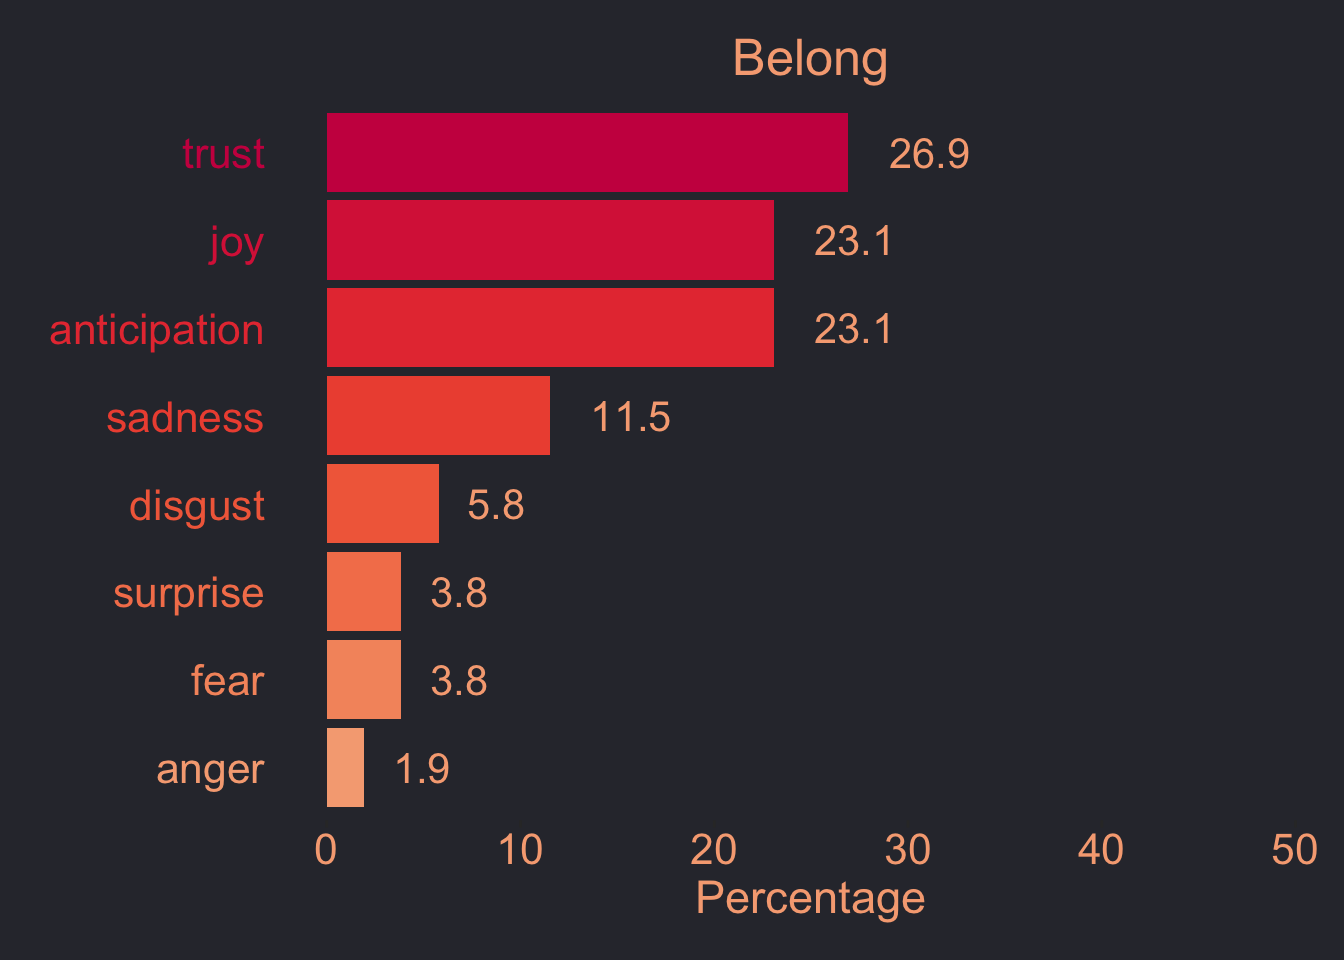 Belong
trust 26.9
joy 23.1
anticipation 23.1
sadness 11.5
disgust 5.8
surprise 3.8
fear 3.8
anger 1.9
0 10 20 30 40 50
Percentage